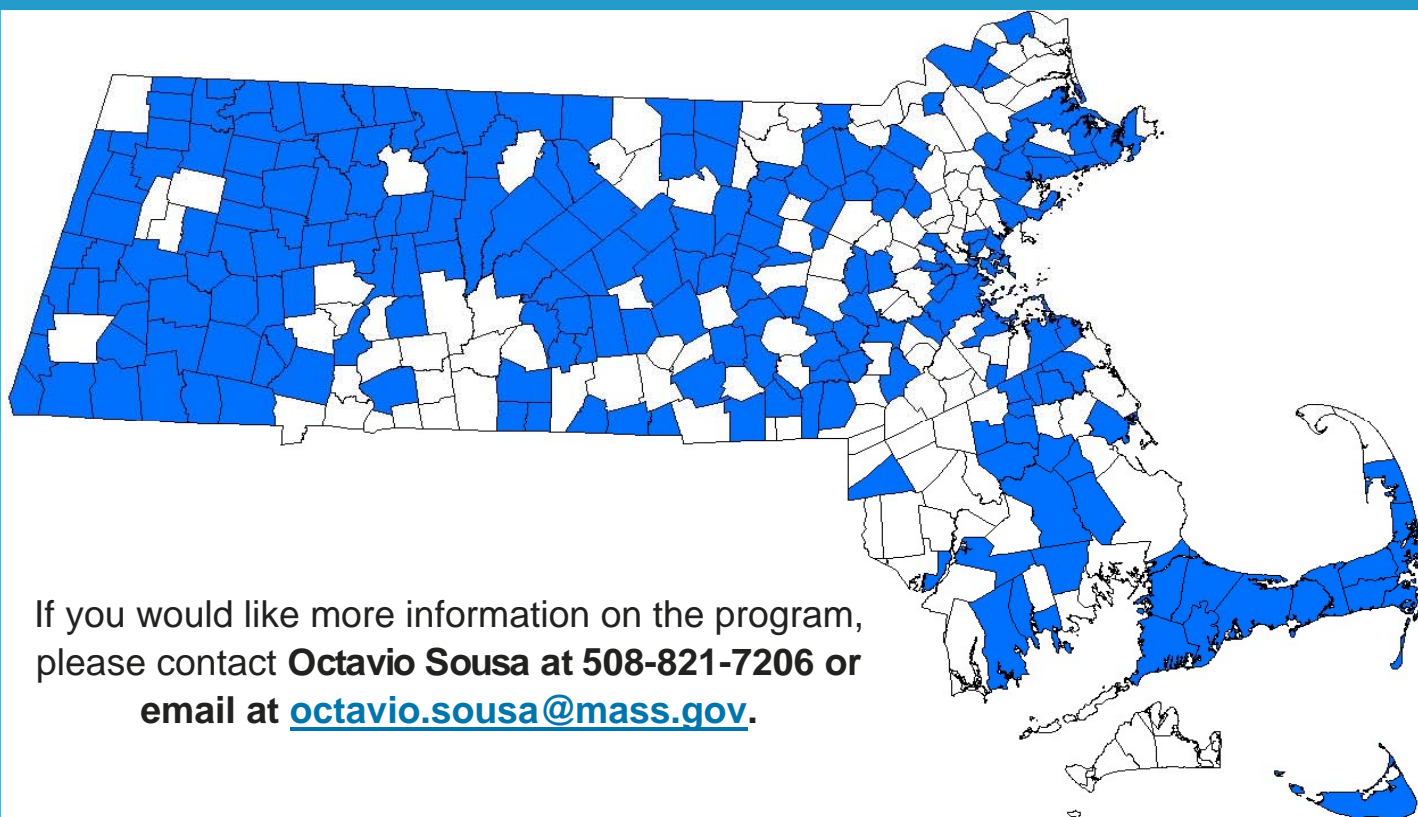 If you would like more information on the program,
please contact Octavio Sousa at 508-821-7206 or
email at octavio.sousa@mass.gov.